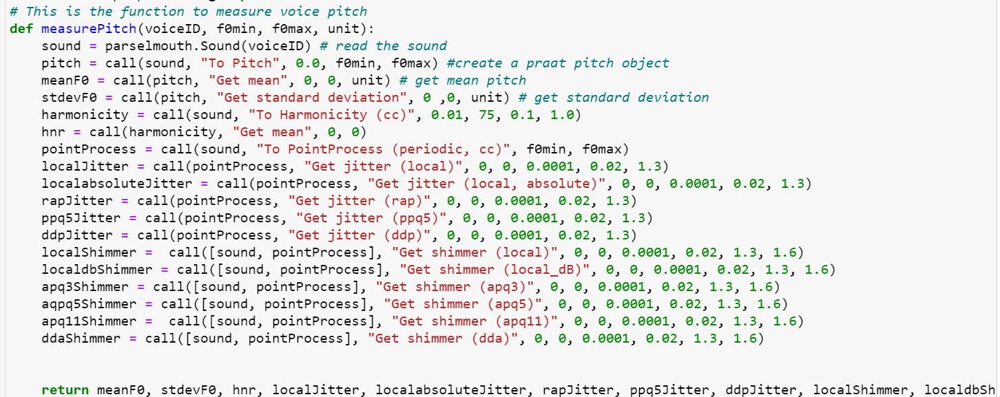 # This is the function to measure voice pitch
def measurePitch(voiceID, f0min, f0max, unit):
    sound = parselmouth.Sound(voiceID) # read the sound
    pitch = call(sound, "To Pitch", 0.0, f0min, f0max) #create a praat pitch object
    meanF0 = call(pitch, "Get mean", 0, 0, unit) # get mean pitch
    stdevF0 = call(pitch, "Get standard deviation", 0 ,0, unit) # get standard deviation
    harmonicity = call(sound, "To Harmonicity (cc)", 0.01, 75, 0.1, 1.0)
    hnr = call(harmonicity, "Get mean", 0, 0)
    pointProcess = call(sound, "To PointProcess (periodic, cc)", f0min, f0max)
    localJitter = call(pointProcess, "Get jitter (local)", 0, 0, 0.0001, 0.02, 1.3)
    localabsoluteJitter = call(pointProcess, "Get jitter (local, absolute)", 0, 0, 0.0001, 0.02, 1.3)
    rapJitter = call(pointProcess, "Get jitter (rap)", 0, 0, 0.0001, 0.02, 1.3)
    ppq5Jitter = call(pointProcess, "Get jitter (ppq5)", 0, 0, 0.0001, 0.02, 1.3)
    ddpJitter = call(pointProcess, "Get jitter (ddp)", 0, 0, 0.0001, 0.02, 1.3)
    localShimmer =  call([sound, pointProcess], "Get shimmer (local)", 0, 0, 0.0001, 0.02, 1.3, 1.6)
    localdbShimmer = call([sound, pointProcess], "Get shimmer (local_dB)", 0, 0, 0.0001, 0.02, 1.3, 1.6)
    apq3Shimmer = call([sound, pointProcess], "Get shimmer (apq3)", 0, 0, 0.0001, 0.02, 1.3, 1.6)
    aqpq5Shimmer = call([sound, pointProcess], "Get shimmer (apq5)", 0, 0, 0.0001, 0.02, 1.3, 1.6)
    apq11Shimmer =  call([sound, pointProcess], "Get shimmer (apq11)", 0, 0, 0.0001, 0.02, 1.3, 1.6)
    ddaShimmer = call([sound, pointProcess], "Get shimmer (dda)", 0, 0, 0.0001, 0.02, 1.3, 1.6)
    return meanF0, stdevF0, hnr, localJitter, localabsoluteJitter, rapJitter, ppq5Jitter, ddpJitter, localShimmer, localdbSh